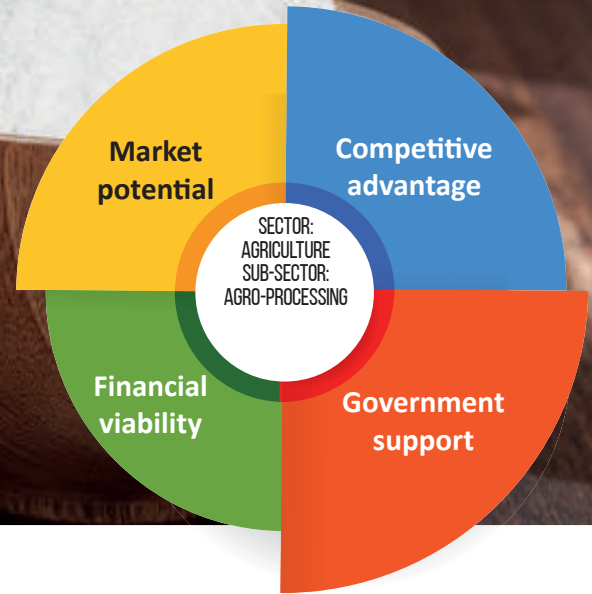 Market
potential
Competitive
advantage
SECTOR:
AGRICULTURE
SUB-SECTOR:
AGRO-PROCESSING
Financial
viability
Government
support